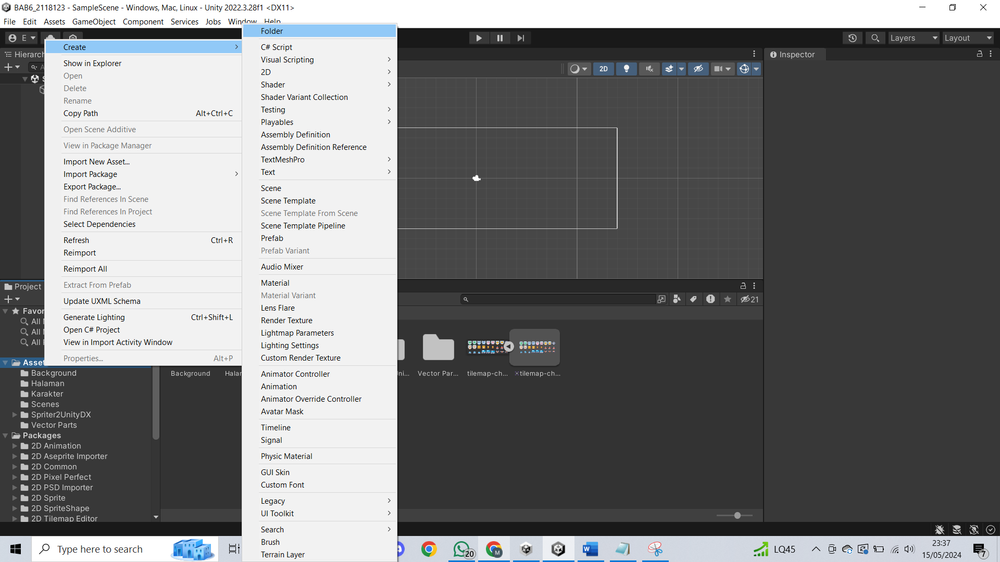 BAB6_2118123 - SampleScene - Windows, Mac, Linux - Unity 2022.3.28f1 <DX11>
File Edit Assets GameObject Component Services Jobs Window Help
E
Layers
Layout
Hierarch
Inspector
2D
Create
Show in Explorer
Open
Delete
Rename
Copy Path Alt+Ctrl+C
Open Scene Additive
View in Package Manager
Import New Asset...
Import Package
Export Package...
Find References In Scene
Find References In Project
Select Dependencies
Refresh Ctrl+R
Reimport
Reimport All
Extract From Prefab
Update UXML Schema
Generate Lighting Ctrl+Shift+L
Open C# Project
View in Import Activity Window
Properties... Alt+P
Folder
C# Script
Visual Scripting
2D
Shader
Shader Variant Collection
Testing
Playables
Assembly Definition
Assembly Definition Reference
TextMeshPro
Text
Scene
Scene Template
Scene Template From Scene
Scene Template Pipeline
Prefab
Prefab Variant
Audio Mixer
Material
Material Variant
Lens Flare
Render Texture
Lightmap Parameters
Lighting Settings
Custom Render Texture
Animator Controller
Animation
Animator Override Controller
Avatar Mask
Timeline
Signal
Physic Material
GUI Skin
Custom Font
Legacy
UI Toolkit
Search
Brush
Terrain Layer
Project
21
Favor
All
All
All
Asset
Background
Halaman
Karakter
Scenes
Spriter2UnityDX
Vector Parts
Packages
2D Animation
2D Aseprite Importer
2D Common
2D Pixel Perfect
2D PSD Importer
2D Sprite
2D SpriteShape
2D Tilemap Editor
Background Halar Uni... Vector Par... tilemap-ch... tilemap-ch...
Type here to search
20
M
LQ45
23:37
15/05/2024
7